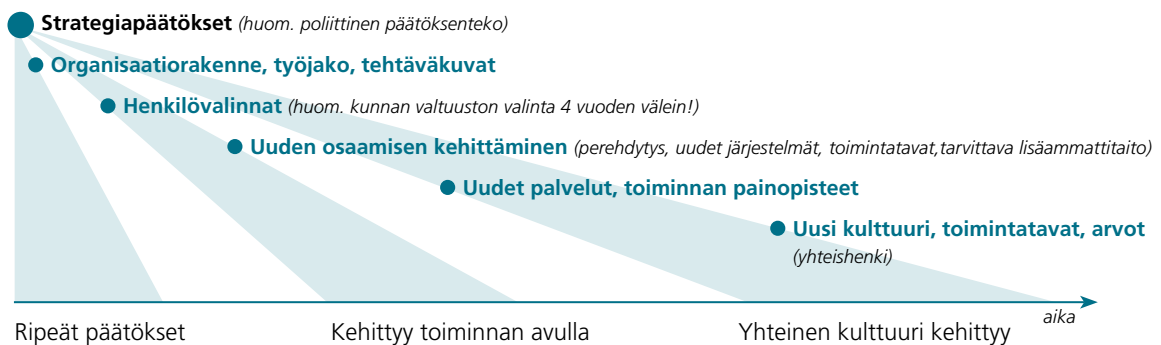 Strategiapäätökset (huom. poliittinen päätöksenteko)
Organisaatiorakenne, työjako, tehtäväkuvat
Henkilövalinnat (huom. kunnan valtuuston valinta 4 vuoden välein!)
Uuden osaamisen kehittäminen (perehdytys, uudet järjestelmät, toimintatavat,tarvittava lisäammattitaito)
Uudet palvelut, toiminnan painopisteet
Uusi kulttuuri, toimintatavat, arvot
(yhteishenki)
aika
Ripeät päätökset Kehittyy toiminnan avulla Yhteinen kulttuuri kehittyy